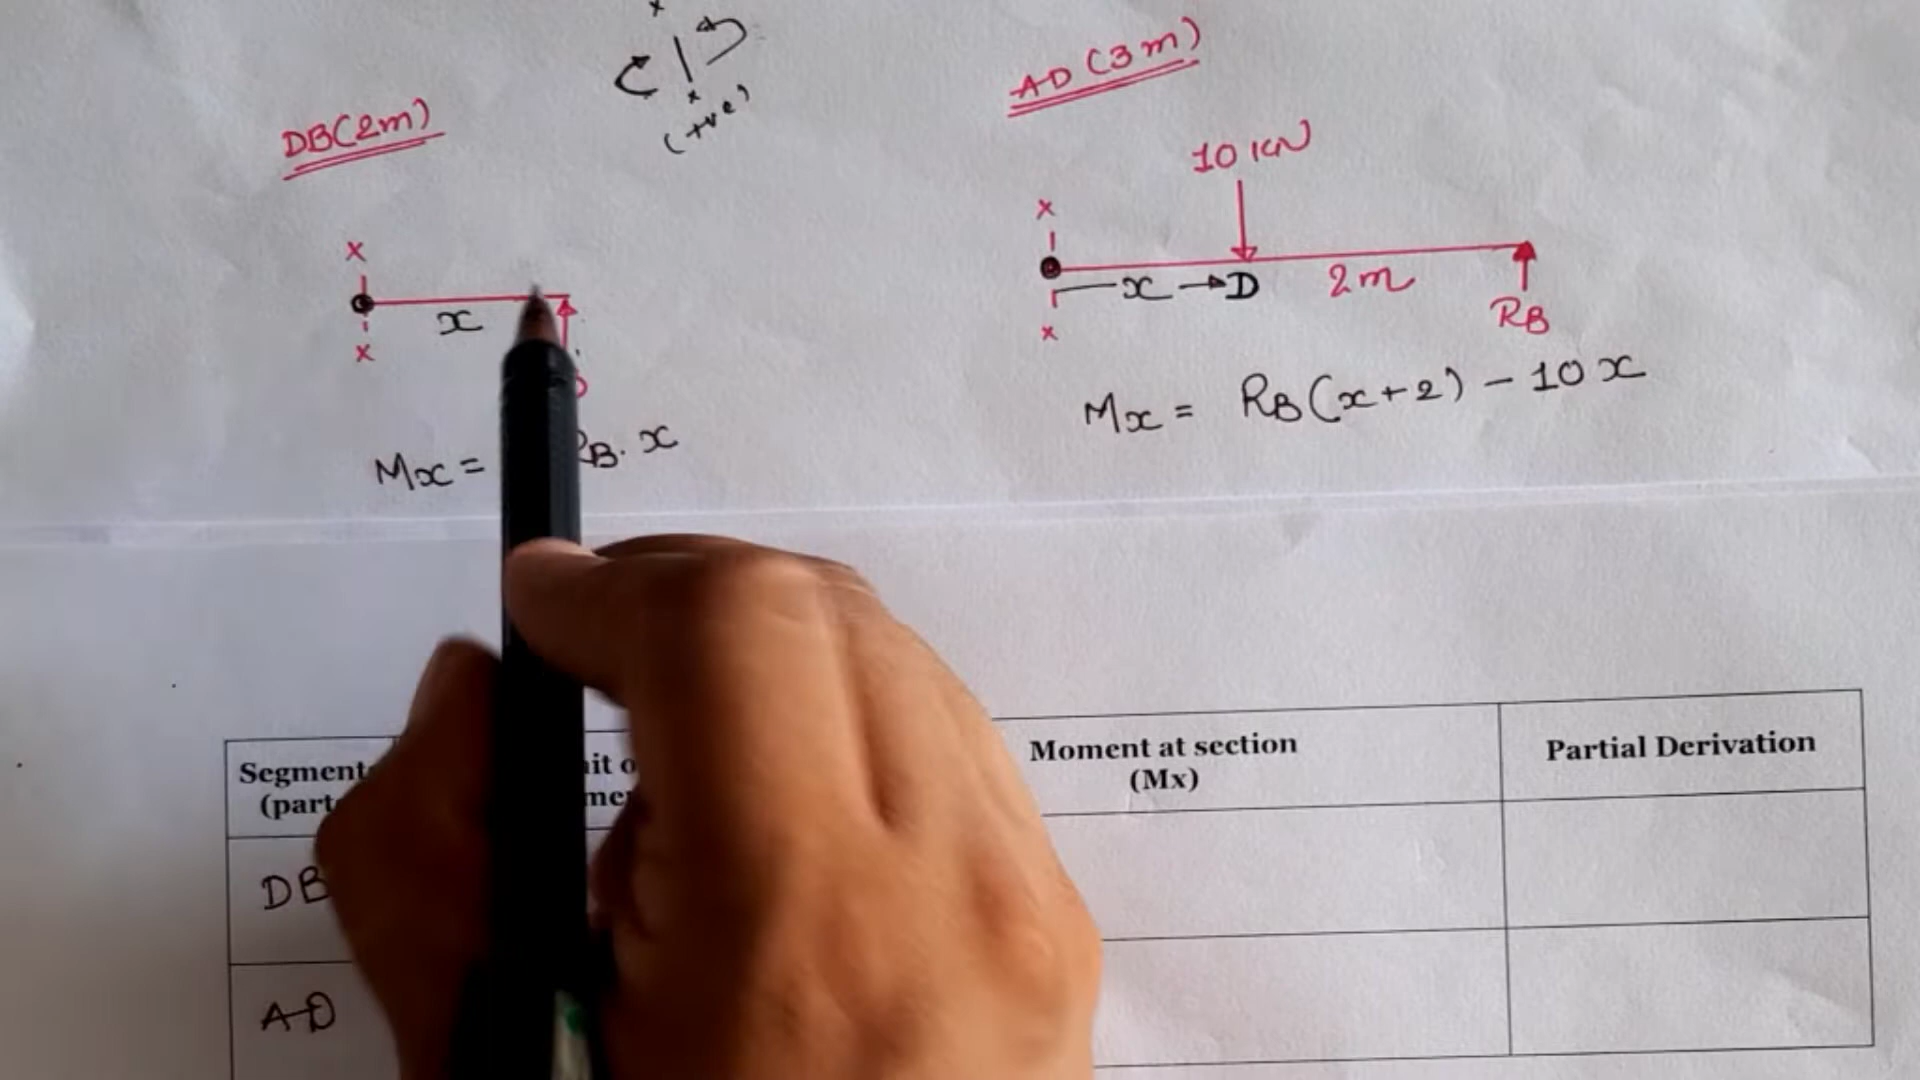 x
x
(+ve)
DB(2m)
x
x
x
Mx =
RB. x
AD (3m)
10 KN
x
x
x D
2m
RB
Mx = RB(x+2) - 10x
Moment at section
(Mx)
Partial Derivation
DB
AD